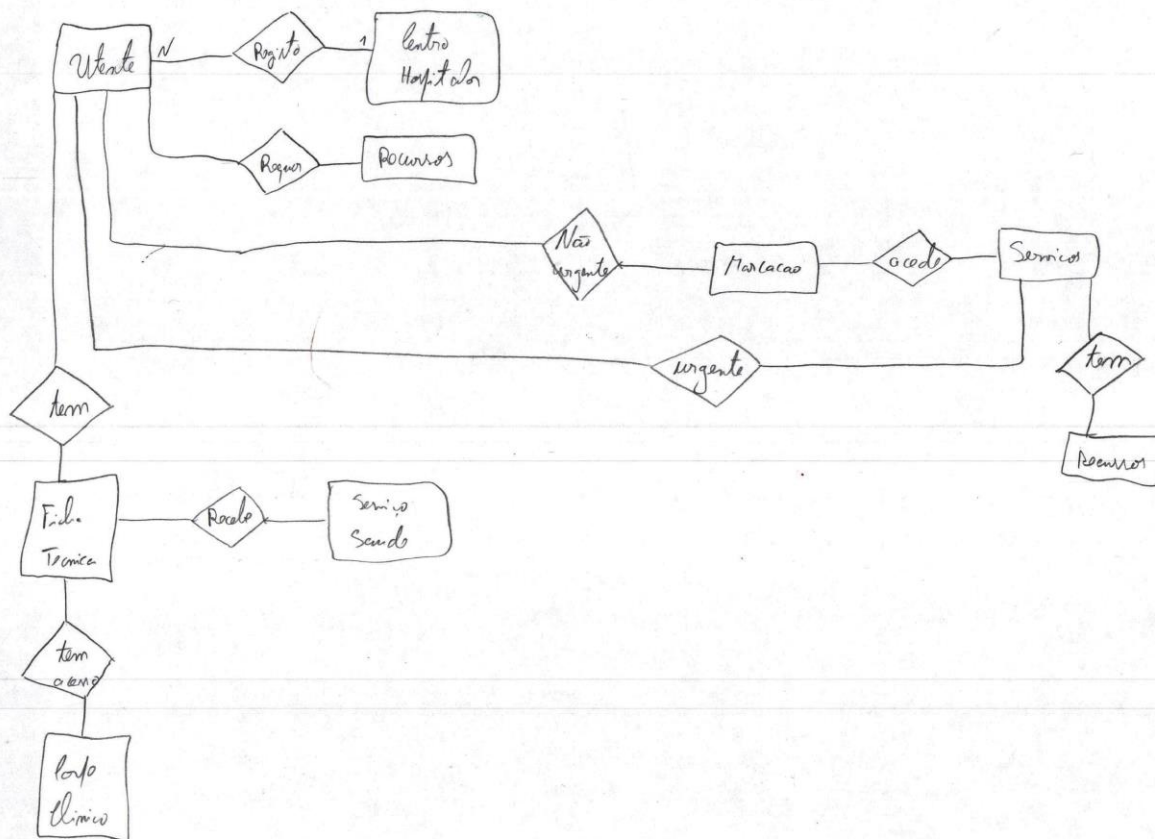 Utente
N
Registo
1
Centro
Hospitalar
Requer
Recursos
Não
urgente
Marcacao
acede
Servicos
urgente
tem
tem
Recursos
Ficha
Tecnica
Recebe
Serviço
Saude
tem
acesso
Corpo
Clinico